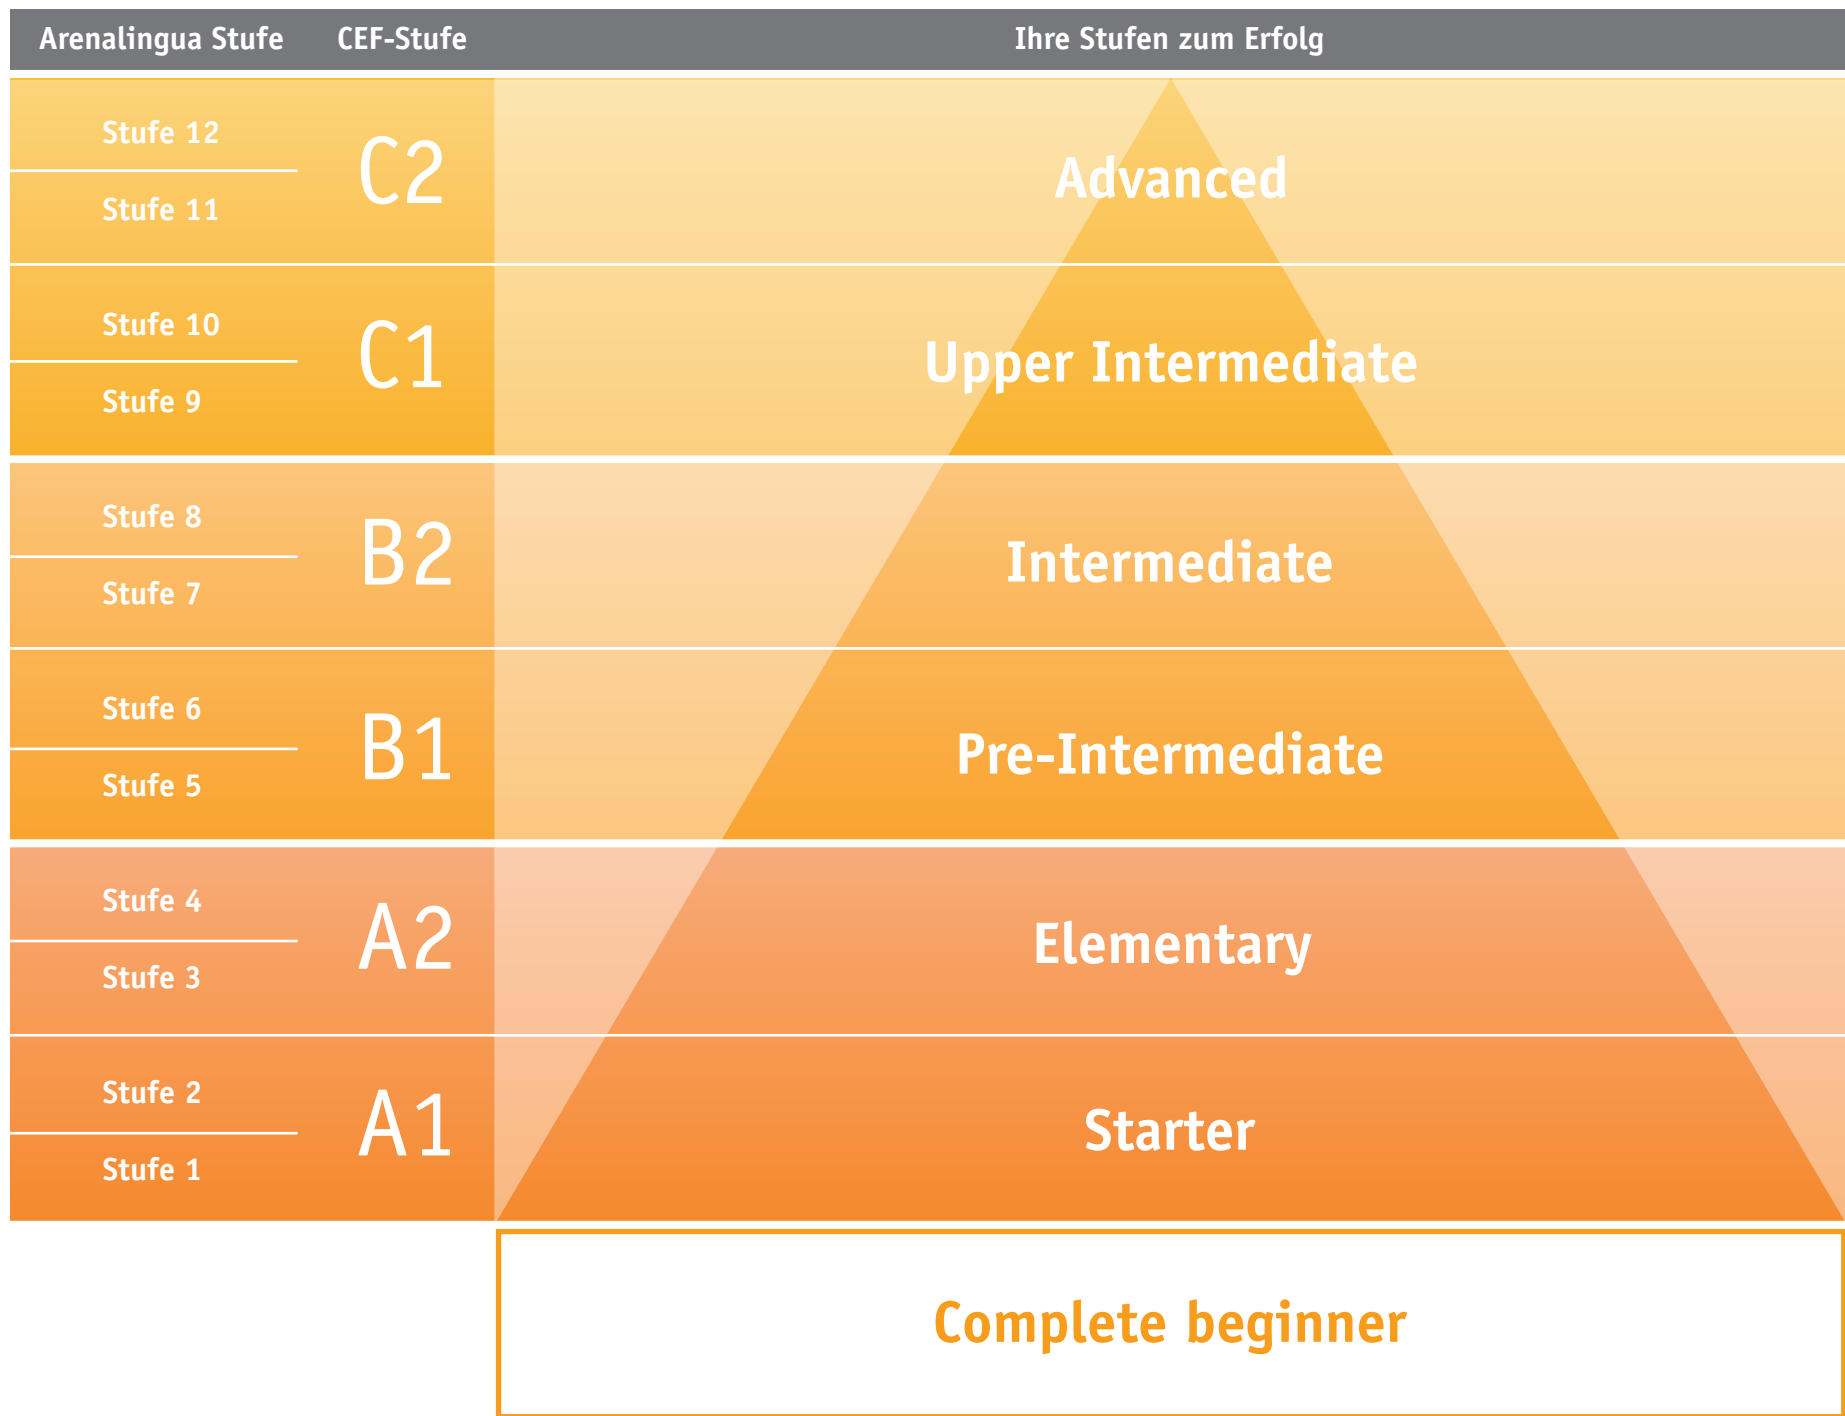 Arenalingua Stufe CEF-Stufe Ihre Stufen zum Erfolg
Stufe 12
Stufe 11
C2
Advanced
Stufe 10
Stufe 9
C1
Upper Intermediate
Stufe 8
Stufe 7
B2
Intermediate
Stufe 6
Stufe 5
B1
Pre-Intermediate
Stufe 4
Stufe 3
A2
Elementary
Stufe 2
Stufe 1
A1
Starter
Complete beginner